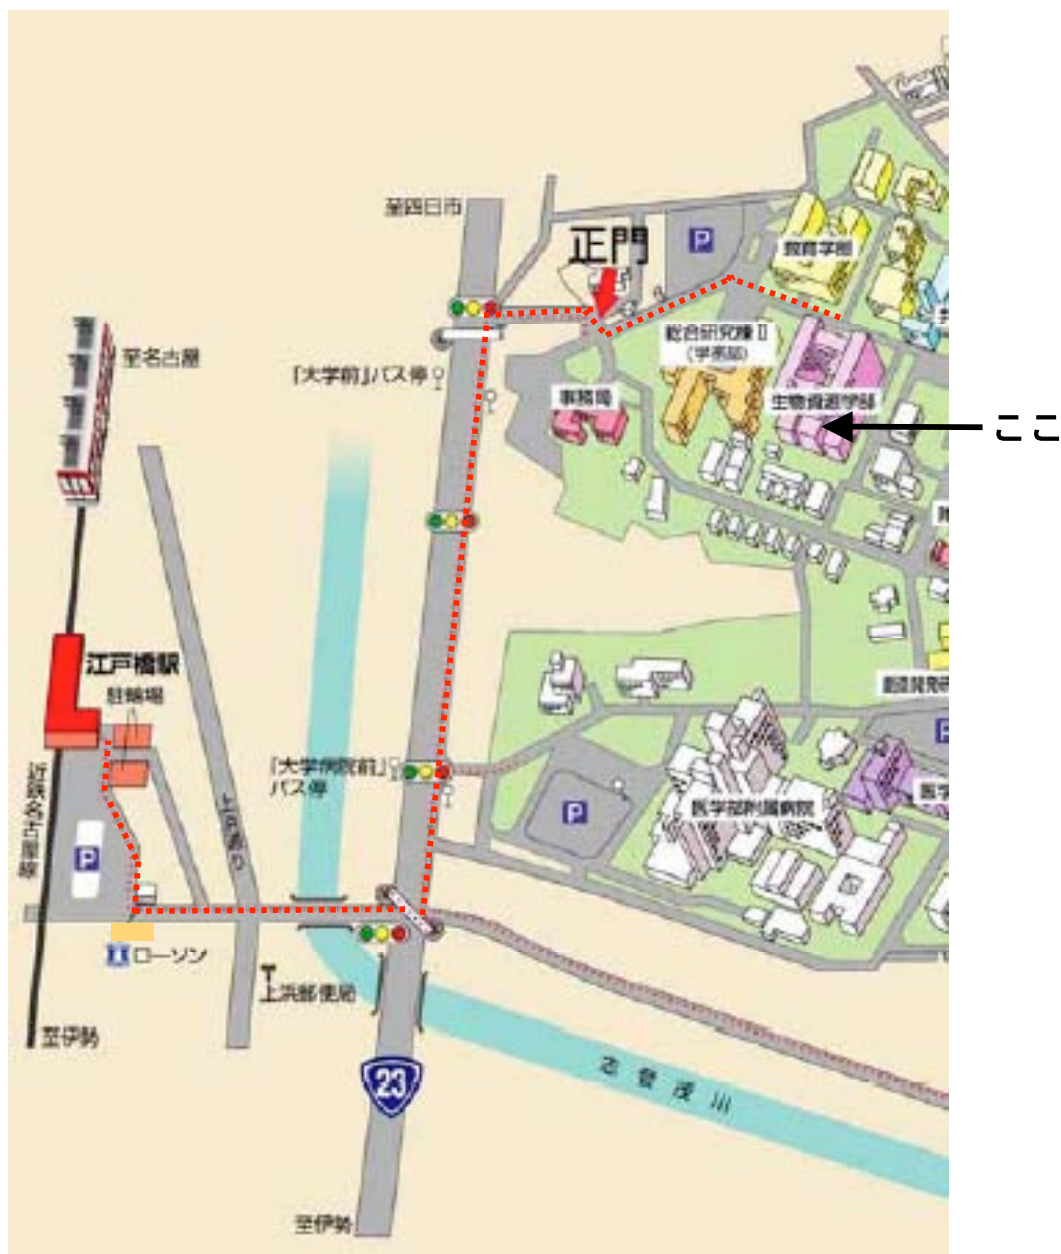 至四日市
正門
P
教育学部
総合研究棟Ⅱ
(学部部)
至名古屋
「大学前」バス停
事務局
生物資源学部
ここ
江戸橋駅
駐輪場
「大学病院前」
バス停
P
P
医学部附属病院
医学
近鉄名古屋線
P
ローソン
上浜郵便局
至伊勢
23
志登茂川
至伊勢